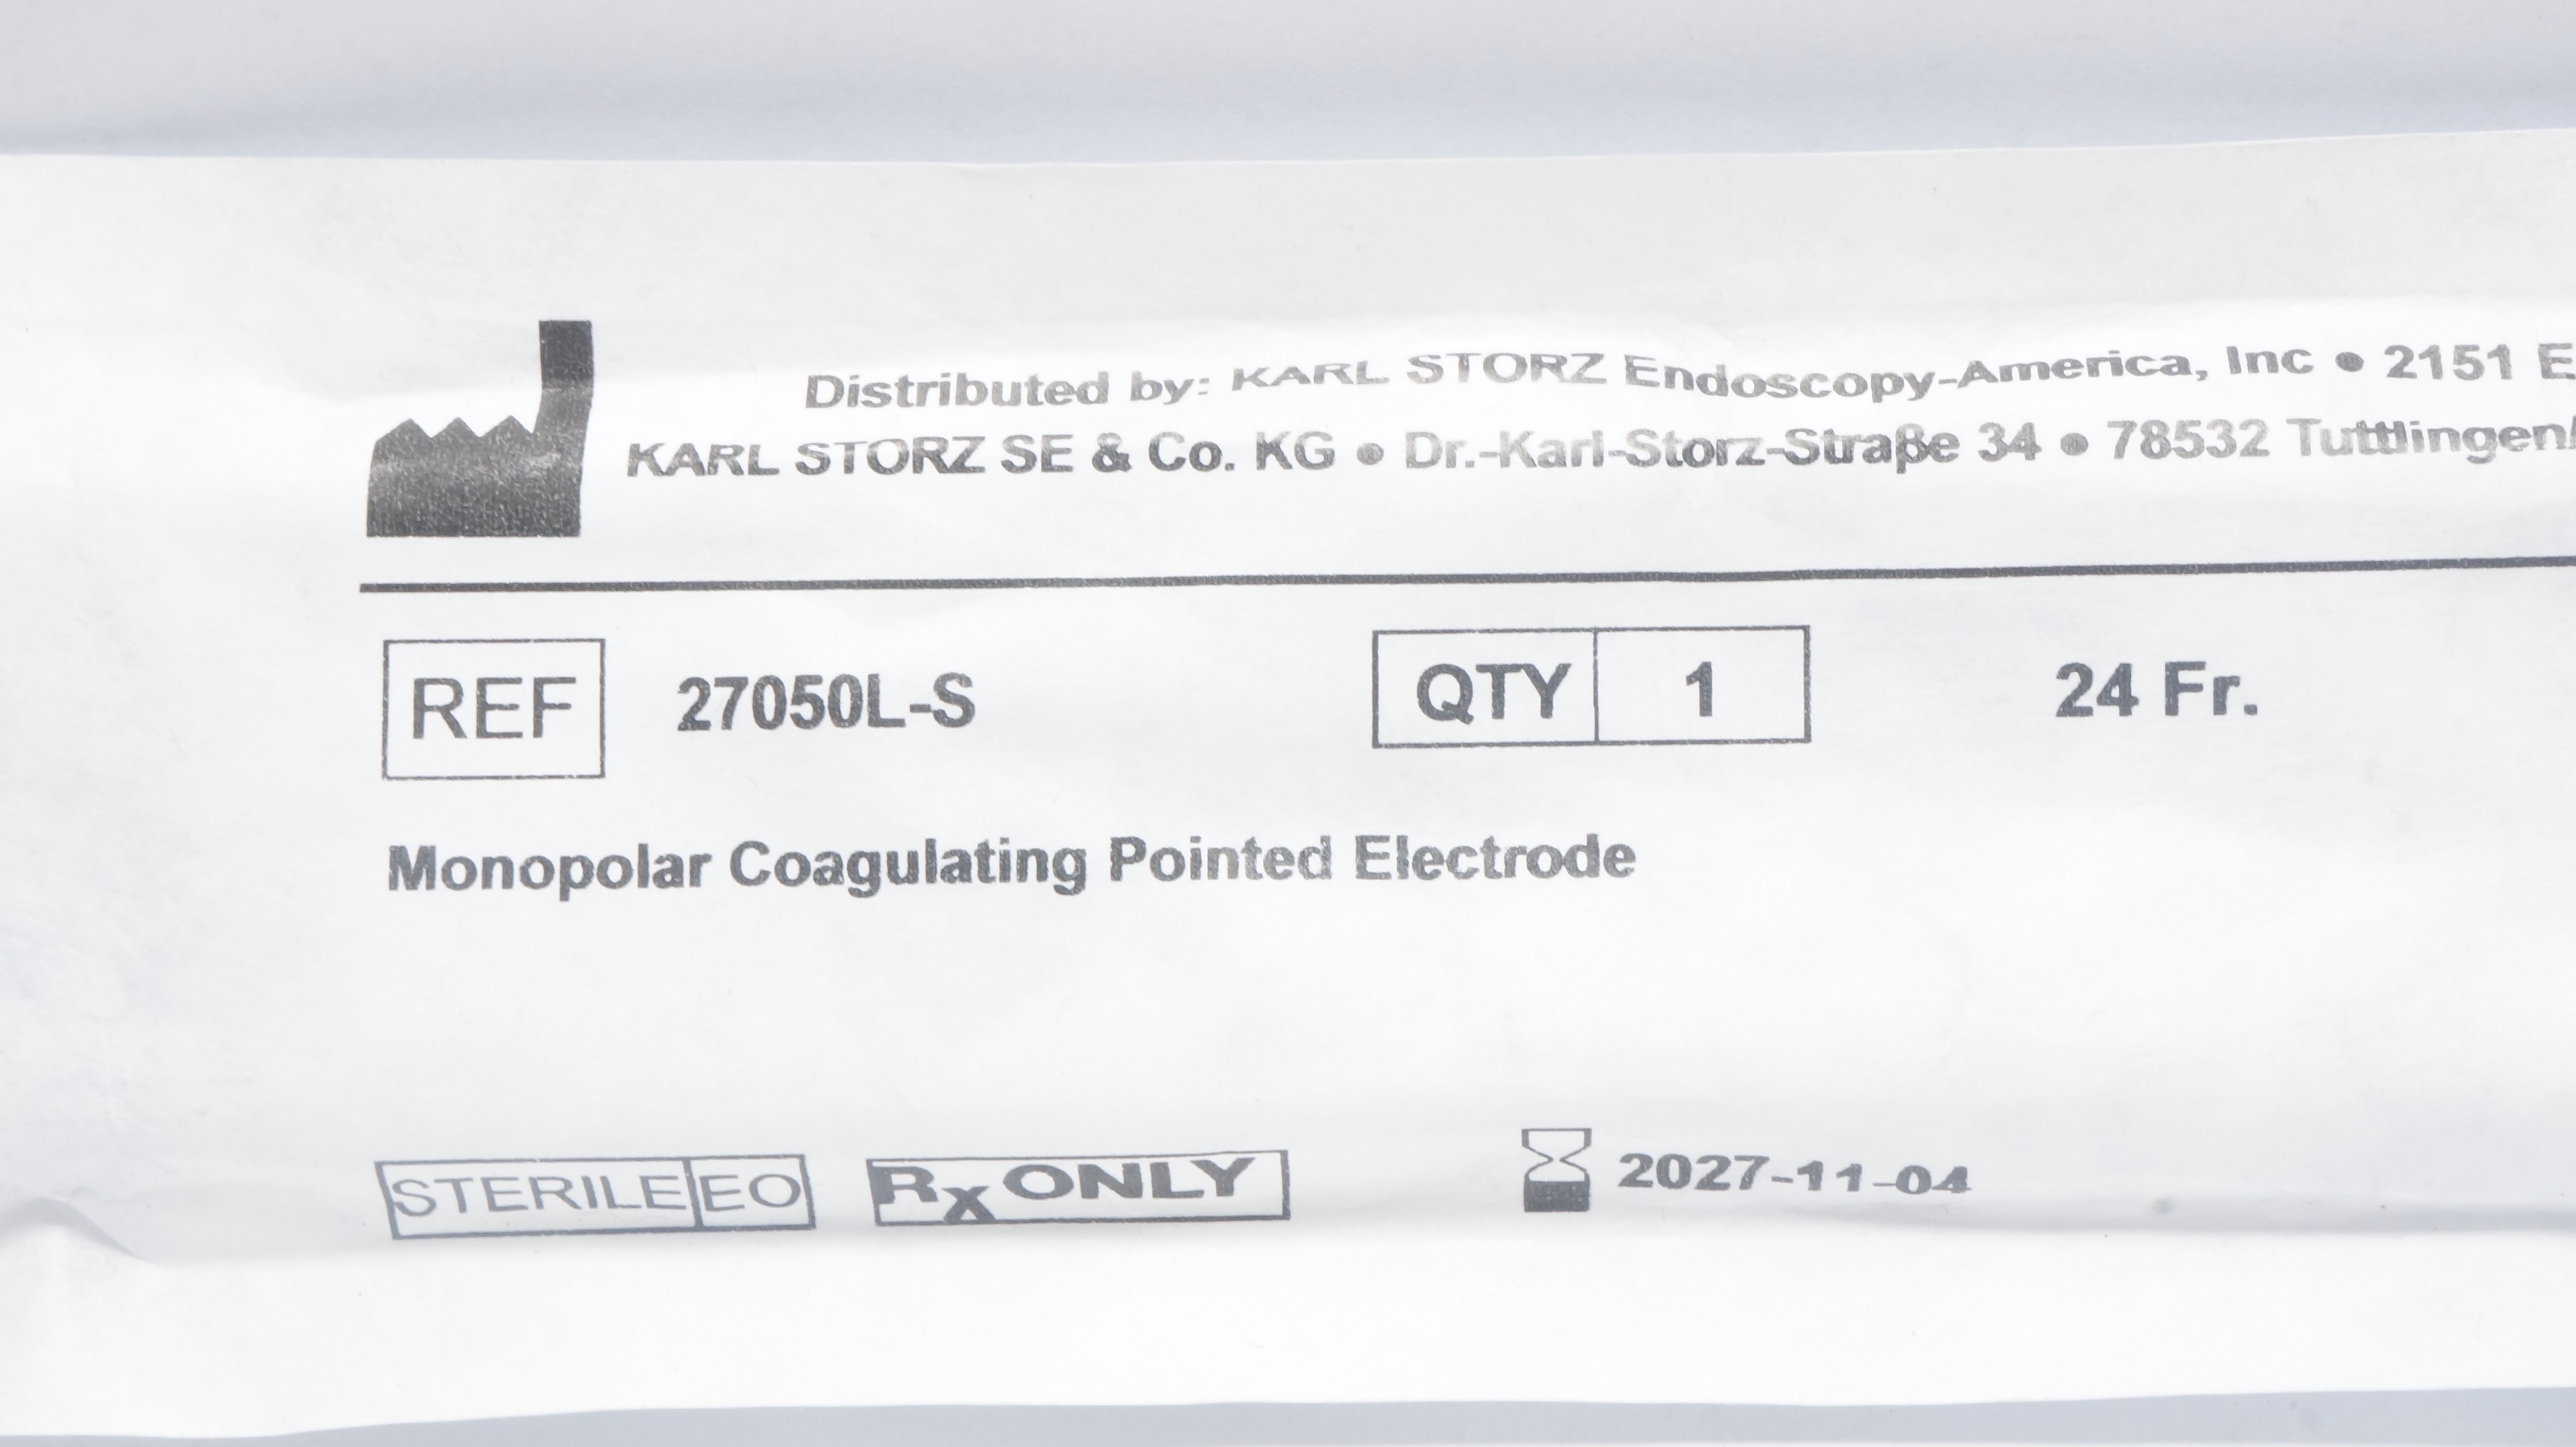 Distributed by: KARL STORZ Endoscopy-America, Inc ● 2151 E
KARL STORZ SE & Co. KG ● Dr.-Karl-Storz-Straße 34 ● 78532 Tuttlingen/
REF 27050L-S QTY 1 24 Fr.
Monopolar Coagulating Pointed Electrode
STERILE EO Rx ONLY 2027-11-04